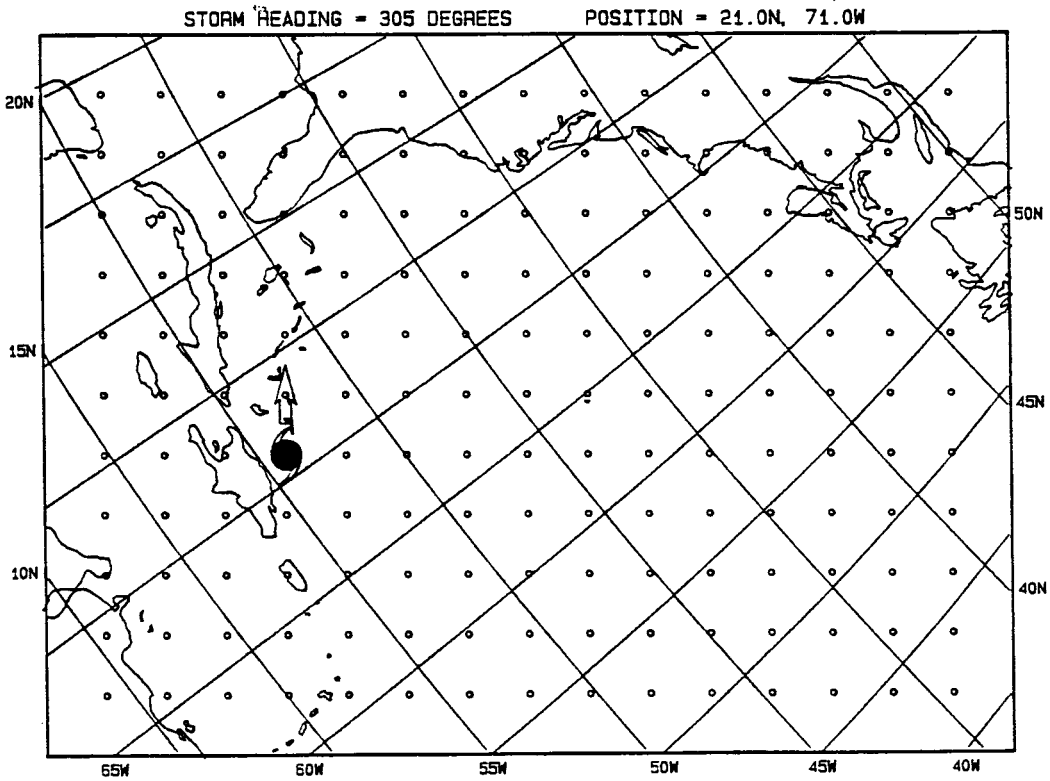 STORM HEADING = 305 DEGREES POSITION = 21.0N, 71.0W
20N
50N
15N
45N
10N
40N
65W 60W 55W 50W 45W 40W